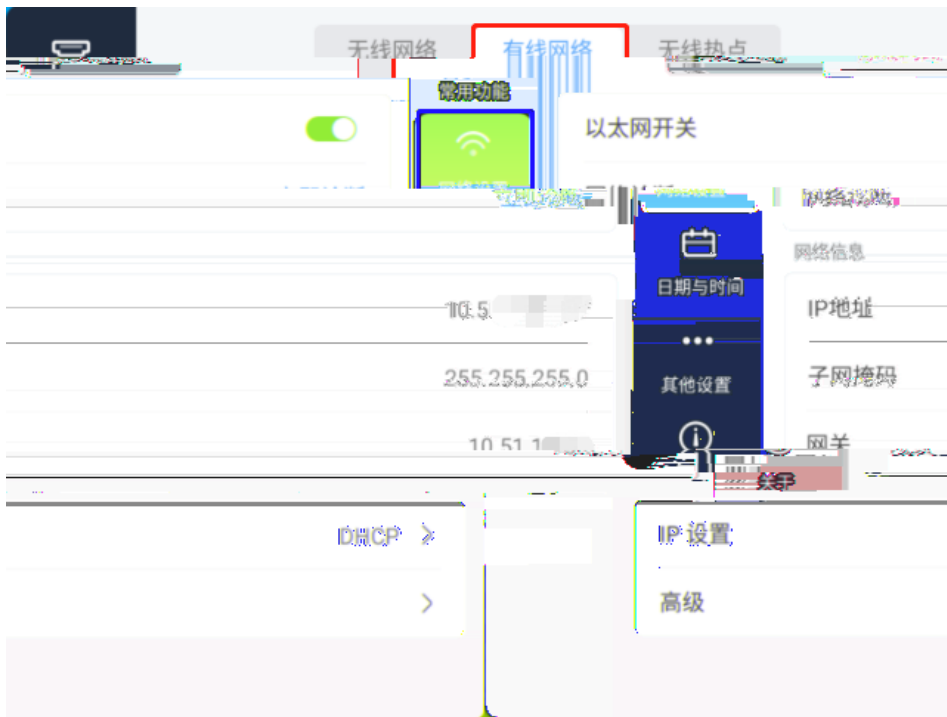 无线网络 有线网络 无线热点
常用功能
以太网开关
网络信息
日期与时间
IP地址
10.5
255.255.255.0
其他设置
子网掩码
10.51.1
网关
关于
DHCP
IP 设置
高级